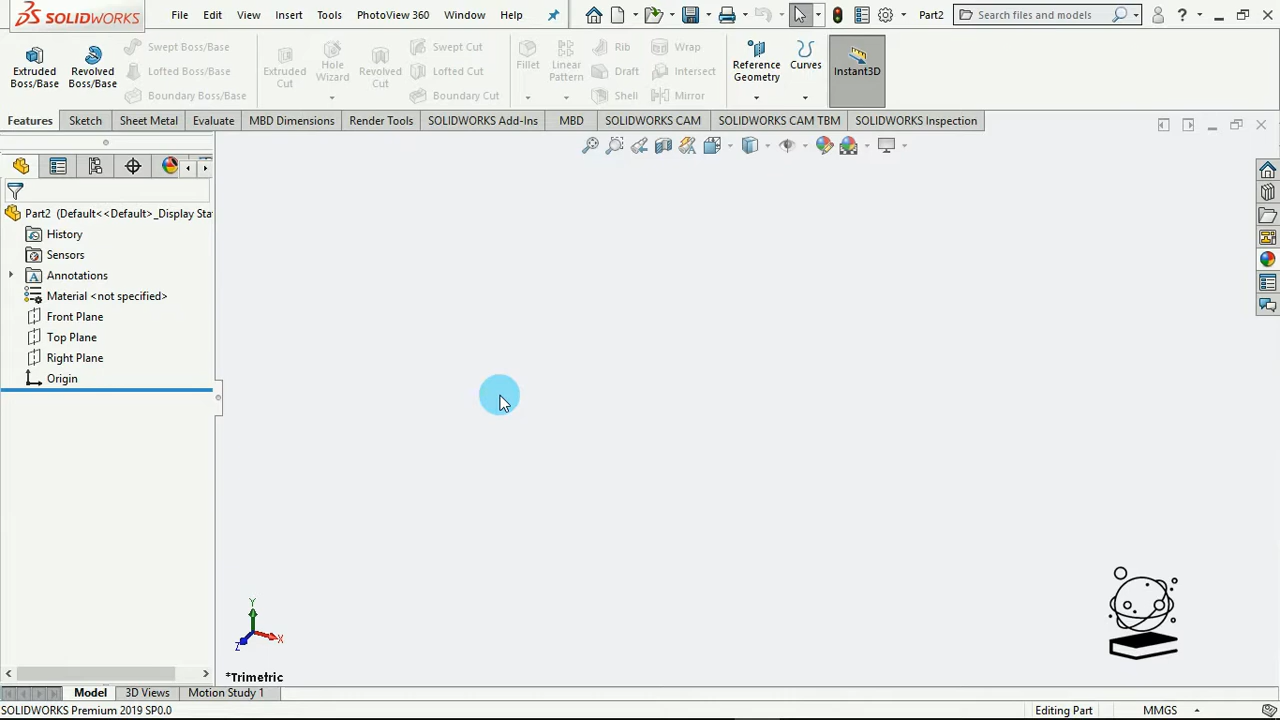 SOLIDWORKS File Edit View Insert Tools PhotoView 360 Window Help Part2 Search files and models ?
Extruded Boss/Base
Revolved Boss/Base
Swept Boss/Base
Lofted Boss/Base
Boundary Boss/Base
Extruded Cut
Hole Wizard
Revolved Cut
Swept Cut
Lofted Cut
Boundary Cut
Fillet
Linear Pattern
Rib
Draft
Shell
Wrap
Intersect
Mirror
Reference Geometry
Curves
Instant3D
Features Sketch Sheet Metal Evaluate MBD Dimensions Render Tools SOLIDWORKS Add-Ins MBD SOLIDWORKS CAM SOLIDWORKS CAM TBM SOLIDWORKS Inspection
Part2 (Default<<Default>_Display Sta
History
Sensors
Annotations
Material <not specified>
Front Plane
Top Plane
Right Plane
Origin
Y
X
Z
*Trimetric
Model 3D Views Motion Study 1
SOLIDWORKS Premium 2019 SP0.0 Editing Part MMGS